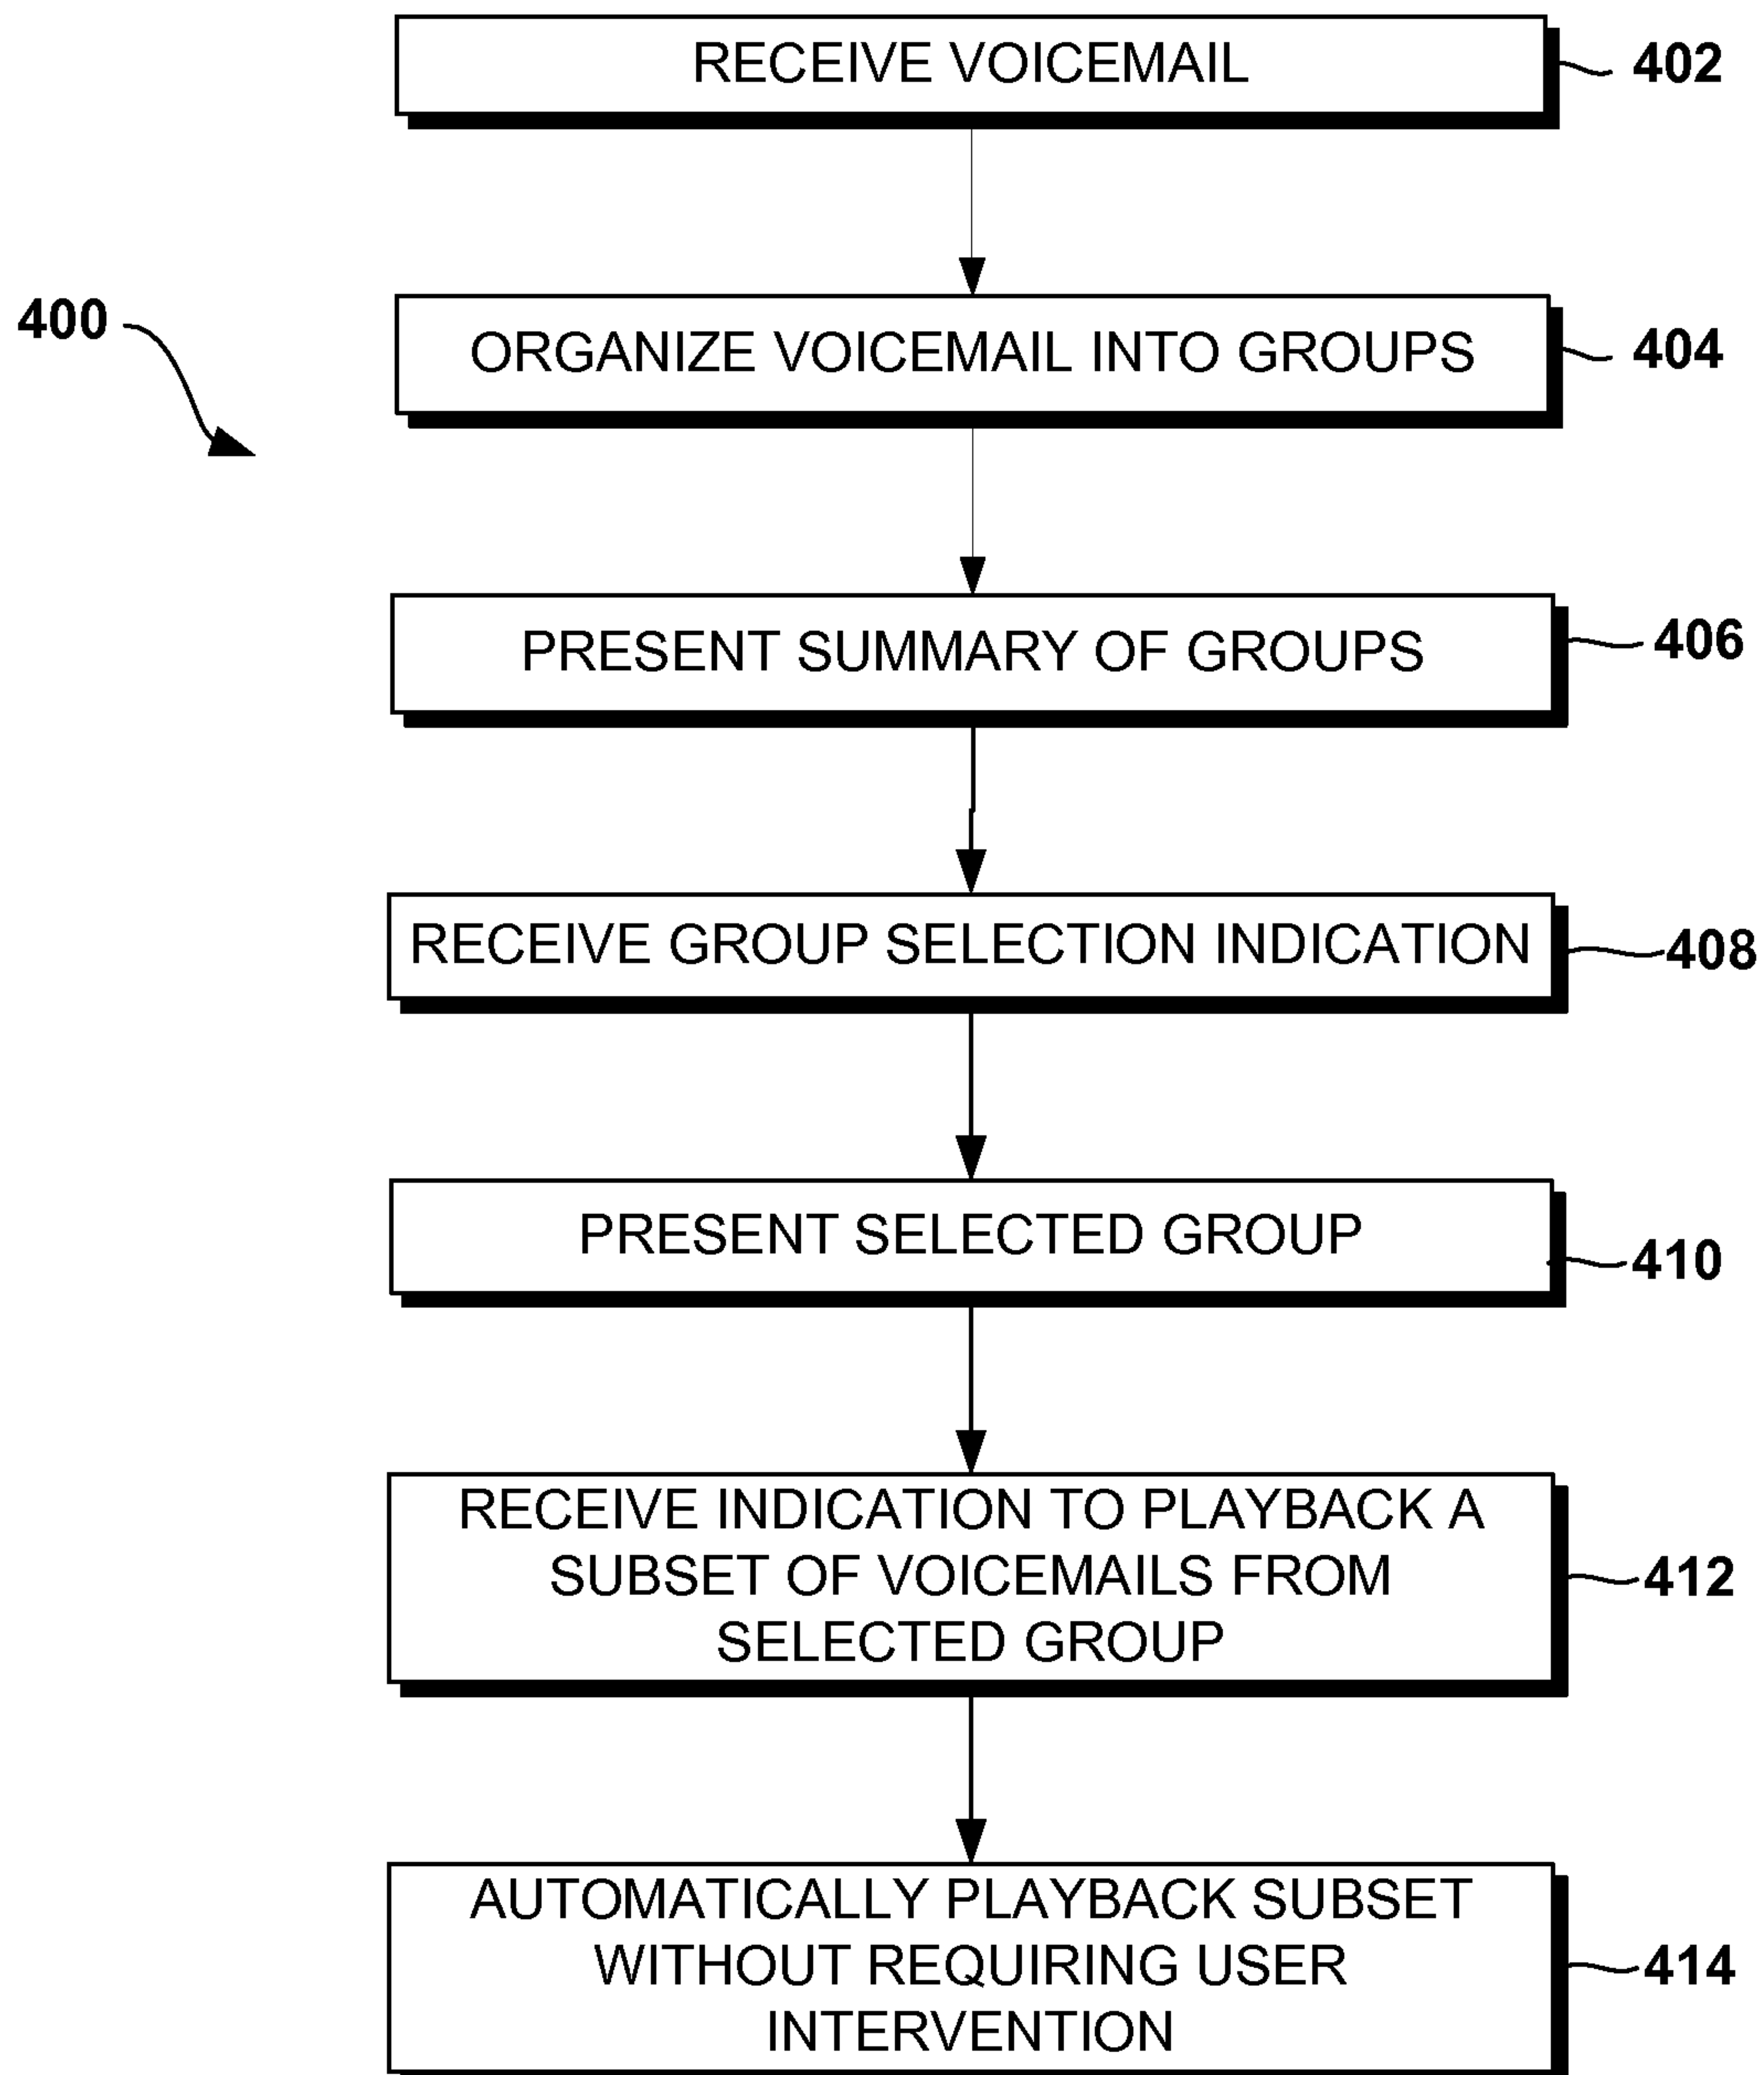 RECEIVE VOICEMAIL
402
400
ORGANIZE VOICEMAIL INTO GROUPS
404
PRESENT SUMMARY OF GROUPS
406
RECEIVE GROUP SELECTION INDICATION
408
PRESENT SELECTED GROUP
410
RECEIVE INDICATION TO PLAYBACK A
SUBSET OF VOICEMAILS FROM
SELECTED GROUP
412
AUTOMATICALLY PLAYBACK SUBSET
WITHOUT REQUIRING USER
INTERVENTION
414